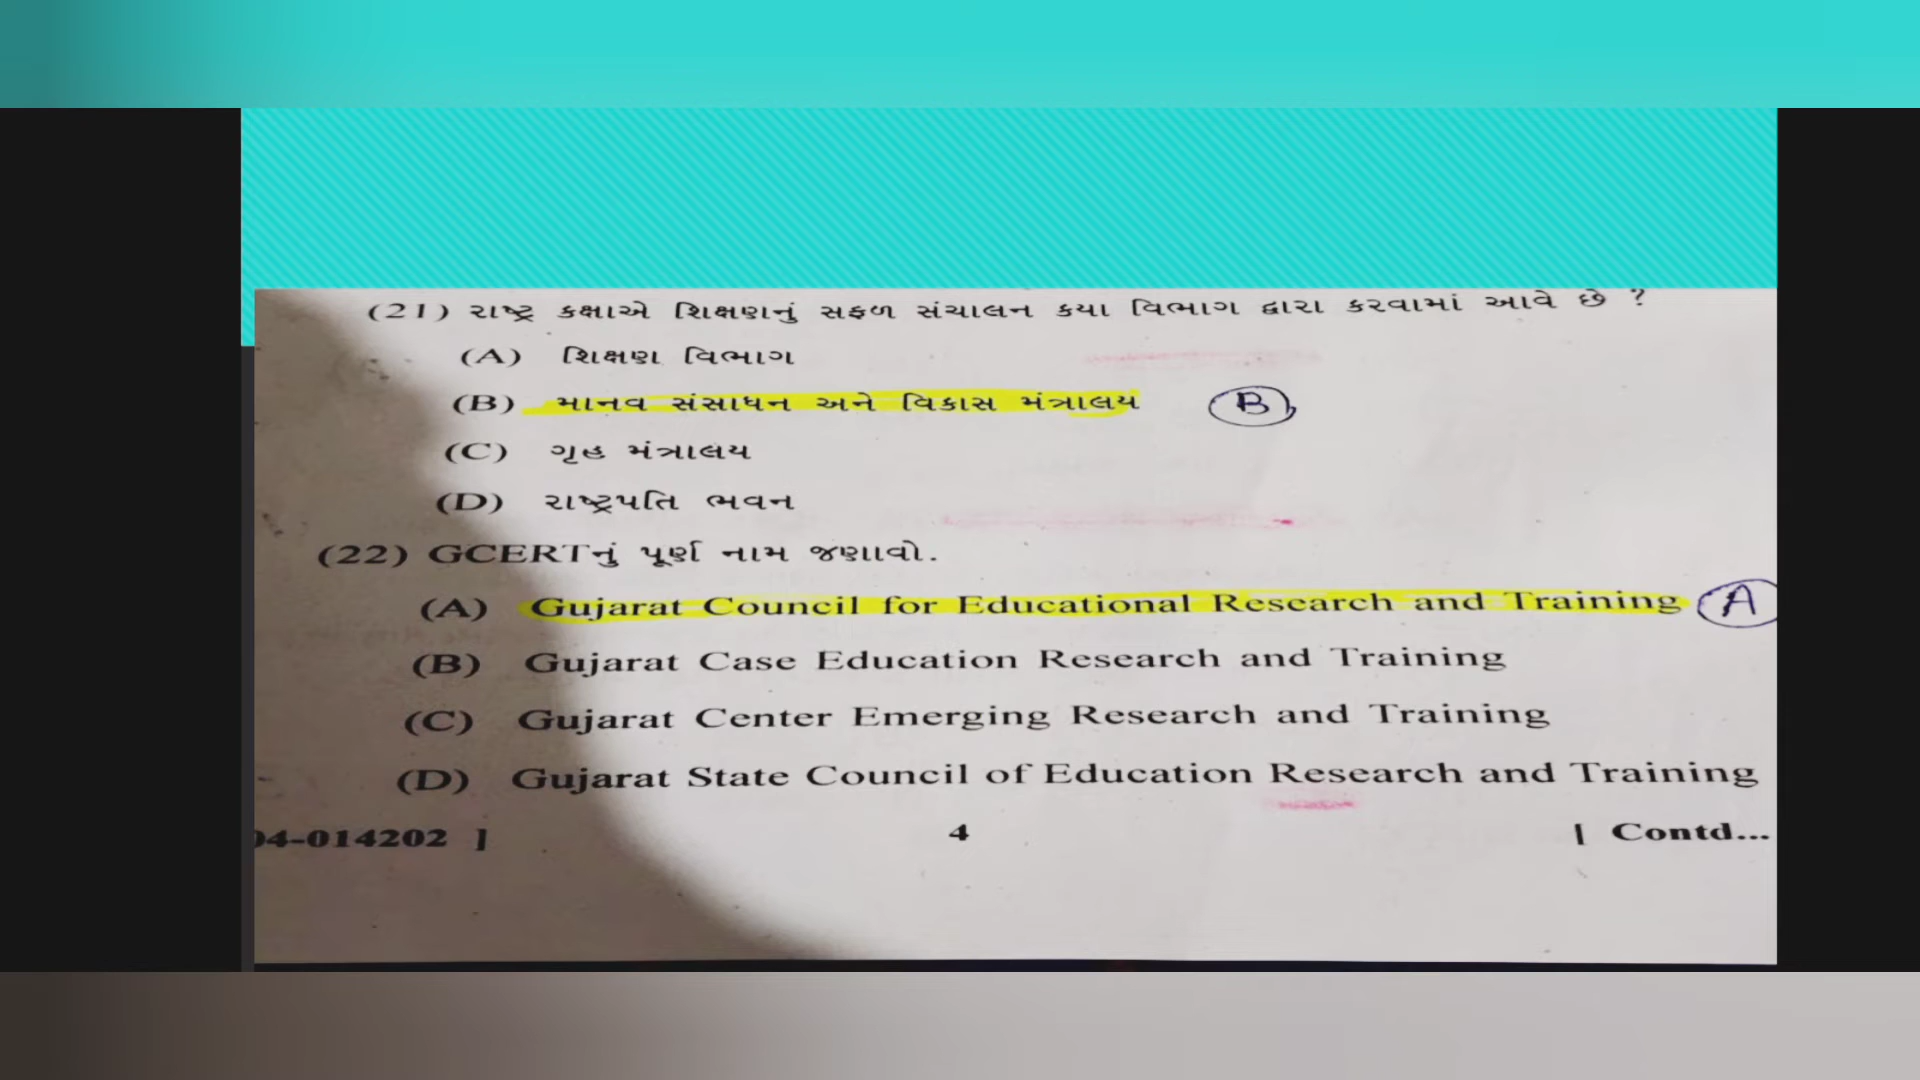 (21) રાષ્ટ્ર કક્ષાએ શિક્ષણનું સફળ સંચાલન કયા વિભાગ દ્વારા કરવામાં આવે છે ?
(A) શિક્ષણ વિભાગ
(B) માનવ સંસાધન અને વિકાસ મંત્રાલય B
(C) ગૃહ મંત્રાલય
(D) રાષ્ટ્રપતિ ભવન
(22) GCERTનું પૂર્ણ નામ જણાવો.
(A) Gujarat Council for Educational Research and Training A
(B) Gujarat Case Education Research and Training
(C) Gujarat Center Emerging Research and Training
(D) Gujarat State Council of Education Research and Training
04-014202 ] 4 [ Contd...